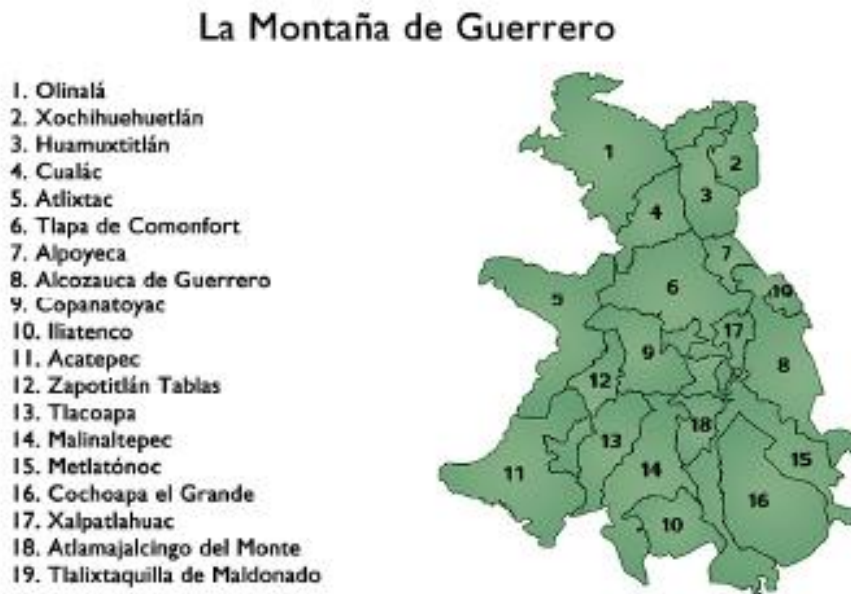 La Montaña de Guerrero
1. Olinalá
2. Xochihuehuetlán
3. Huamuxtitlán
4. Cualác
5. Atlixtac
6. Tlapa de Comonfort
7. Alpoyeca
8. Alcozauca de Guerrero
9. Copanatoyac
10. Iliatenco
11. Acatepec
12. Zapotitlán Tablas
13. Tlacoapa
14. Malinaltepec
15. Metlatónoc
16. Cochoapa el Grande
17. Xalpatlahuac
18. Atlamajalcingo del Monte
19. Tlalixtaquilla de Maldonado
1
2
3
4
7
5
6
19
17
9
8
12
18
13
15
14
11
16
10